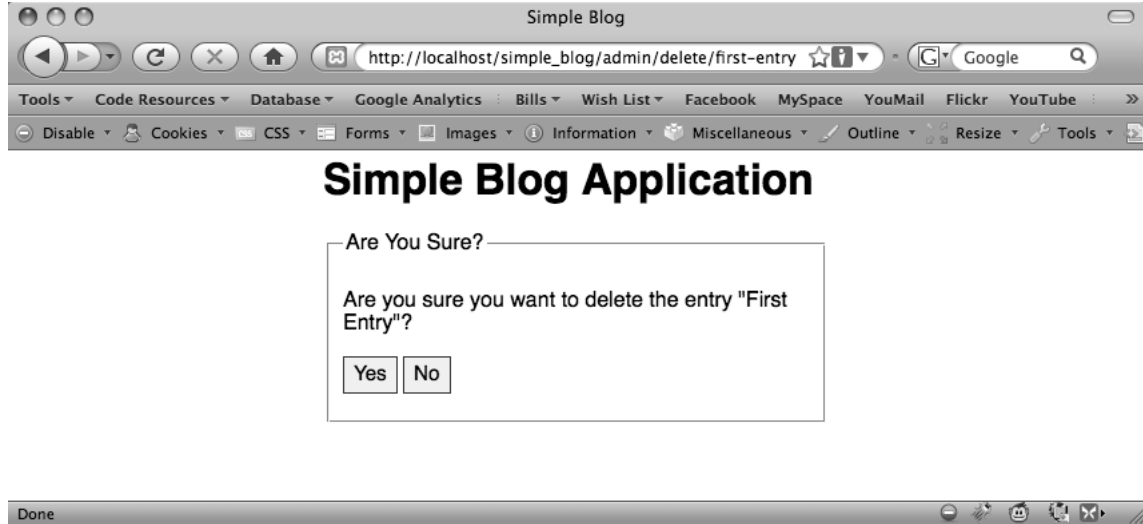 Simple Blog
http://localhost/simple_blog/admin/delete/first-entry
G Google
Tools Code Resources Database Google Analytics Bills Wish List Facebook MySpace YouMail Flickr YouTube »
Disable Cookies CSS CSS Forms Images Information Miscellaneous Outline Resize Tools
Simple Blog Application
Are You Sure?
Are you sure you want to delete the entry "First
Entry"?
Yes No
Done